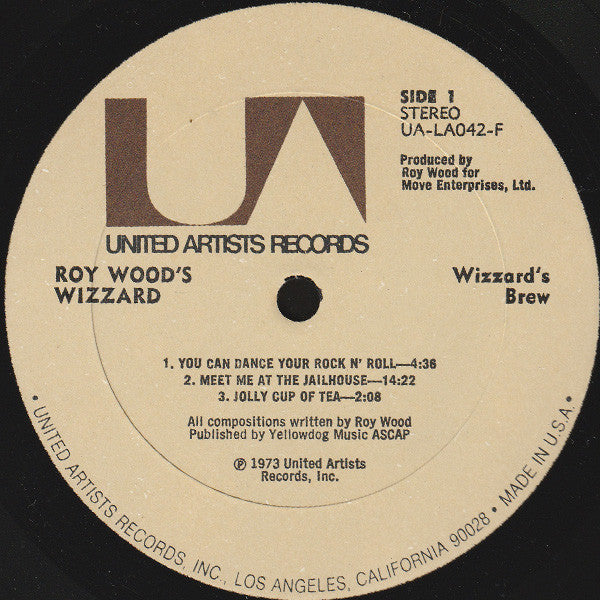 UA
UNITED ARTISTS RECORDS
SIDE 1
STEREO
UA-LA042-F
Produced by
Roy Wood for
Move Enterprises, Ltd.
ROY WOOD'S
WIZZARD
Wizzard's
Brew
1. YOU CAN DANCE YOUR ROCK N' ROLL—4:36
2. MEET ME AT THE JAILHOUSE—14:22
3. JOLLY CUP OF TEA—2:08
All compositions written by Roy Wood
Published by Yellowdog Music ASCAP
℗ 1973 United Artists
Records, Inc.
• UNITED ARTISTS RECORDS, INC., LOS ANGELES, CALIFORNIA 90028 • MADE IN U.S.A. •